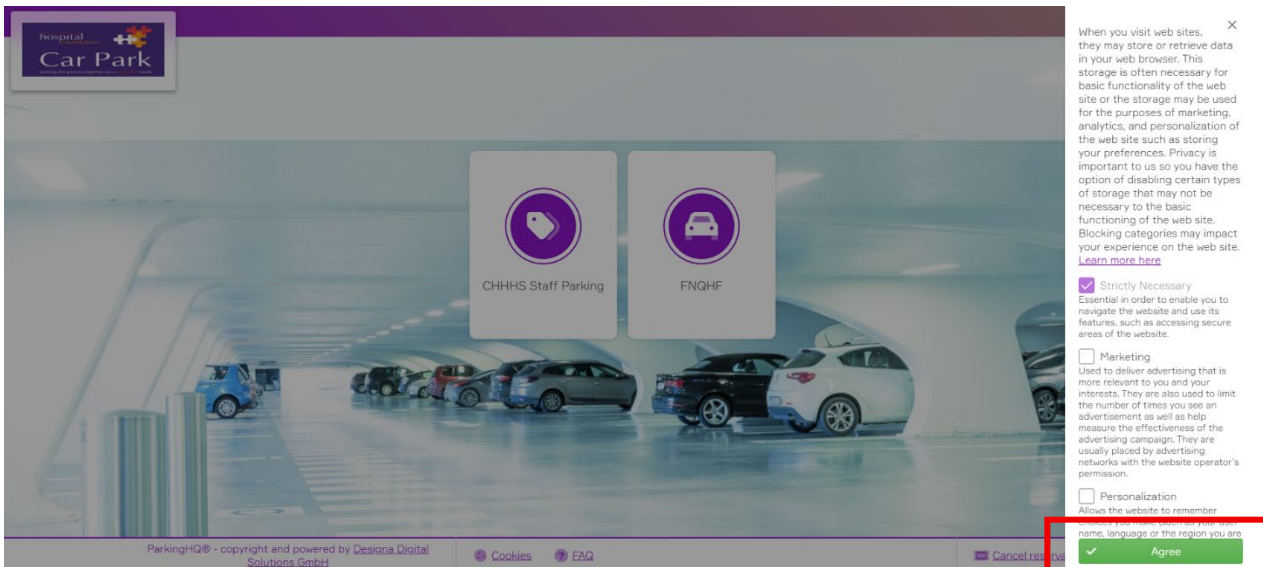 hospital
foundation
Car Park
×
When you visit web sites,
they may store or retrieve data
in your web browser. This
storage is often necessary for
basic functionality of the web
site or the storage may be used
for the purposes of marketing,
analytics, and personalization of
the web site such as storing
your preferences. Privacy is
important to us so you have the
option of disabling certain types
of storage that may not be
necessary to the basic
functioning of the web site.
Blocking categories may impact
your experience on the web site.
Learn more here
Strictly Necessary
Essential in order to enable you to
navigate the website and use its
features, such as accessing secure
areas of the website.
Marketing
Used to deliver advertising that is
more relevant to you and your
interests. They are also used to limit
the number of times you see an
advertisement as well as help
measure the effectiveness of the
advertising campaign. They are
usually placed by advertising
networks with the website operator's
permission.
Personalization
Allows the website to remember
choices you make (such as your user
name, language or the region you are
Agree
CHHHS Staff Parking
FNQHF
ParkingHQ® - copyright and powered by Designa Digital
Solutions GmbH
Cookies
FAQ
Cancel reserva